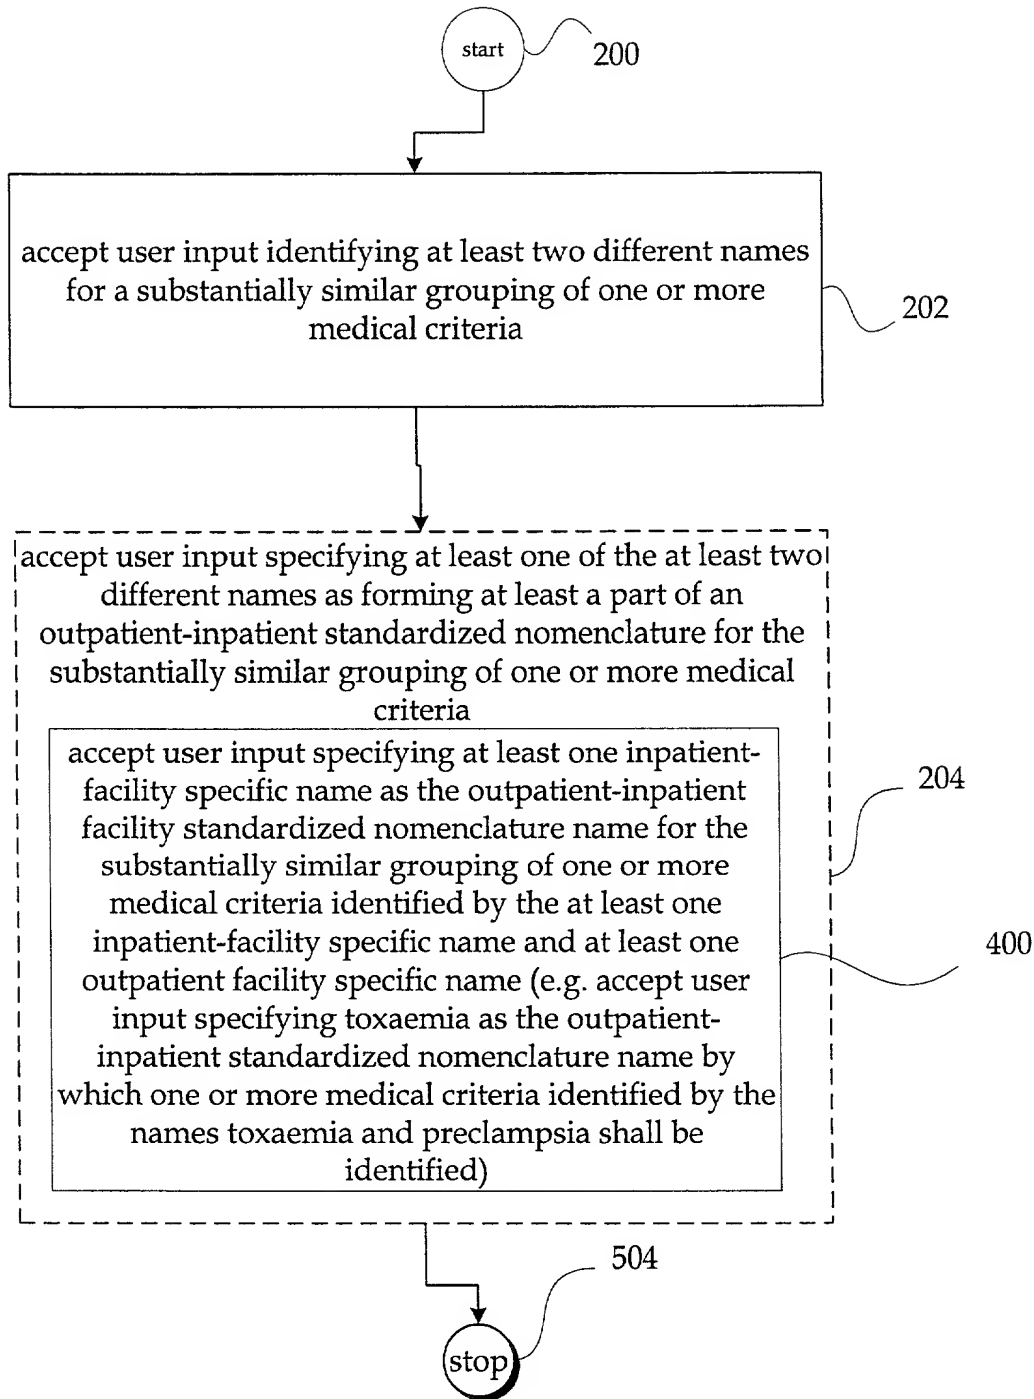 start
200
accept user input identifying at least two different names
for a substantially similar grouping of one or more
medical criteria
202
accept user input specifying at least one of the at least two
different names as forming at least a part of an
outpatient-inpatient standardized nomenclature for the
substantially similar grouping of one or more medical
criteria
accept user input specifying at least one inpatient-
facility specific name as the outpatient-inpatient
facility standardized nomenclature name for the
substantially similar grouping of one or more
medical criteria identified by the at least one
inpatient-facility specific name and at least one
outpatient facility specific name (e.g. accept user
input specifying toxaemia as the outpatient-
inpatient standardized nomenclature name by
which one or more medical criteria identified by the
names toxaemia and preclampsia shall be
identified)
204
400
504
stop